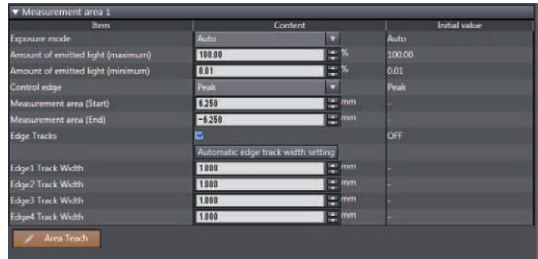 ▼ Measurement area 1
Item Content Initial value
Exposure mode Auto Auto
Amount of emitted light (maximum) 100.00 % 100.00
Amount of emitted light (minimum) 0.01 % 0.01
Control edge Peak Peak
Measurement area (Start) 6.250 mm -
Measurement area (End) -6.250 mm -
Edge Tracks OFF
Automatic edge track width setting
Edge1 Track Width 1.000 mm -
Edge2 Track Width 1.000 mm -
Edge3 Track Width 1.000 mm -
Edge4 Track Width 1.000 mm -
Area Teach